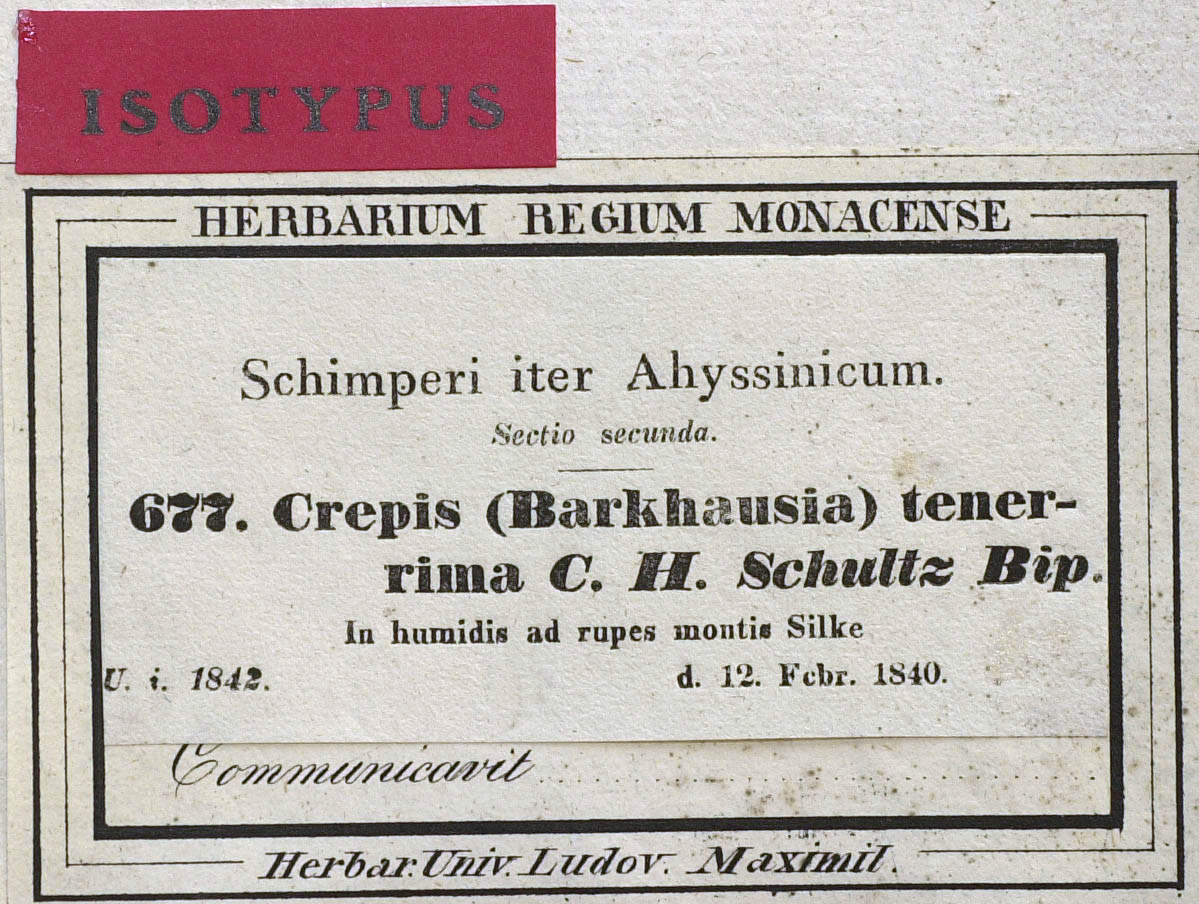 ISOTYPUS
HERBARIUM REGIUM MONACENSE
Schimperi iter Ahyssinicum.
Sectio secunda.
677. Crepis (Barkhausia) tener-
rima C. H. Schultz Bip.
In humidis ad rupes montis Silke
U. i. 1842. d. 12. Febr. 1840.
Communicavit
Herbar. Univ. Ludov. Maximil.